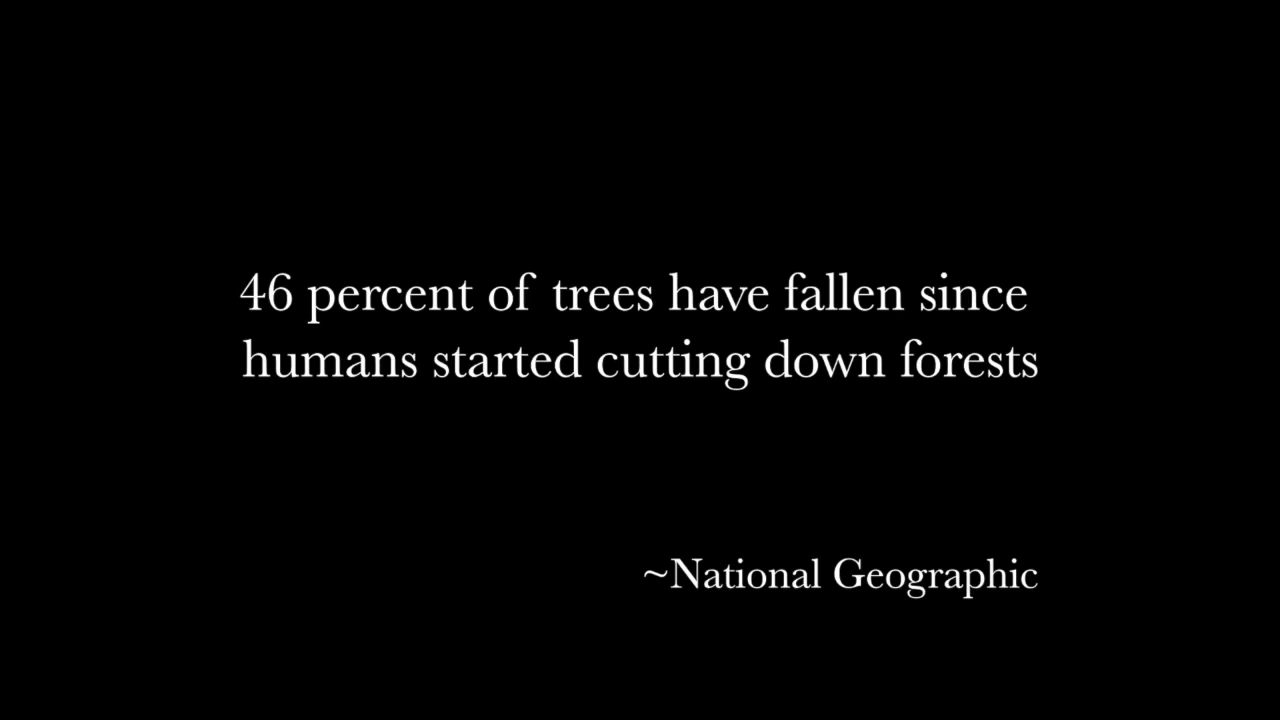 46 percent of trees have fallen since
humans started cutting down forests
~National Geographic